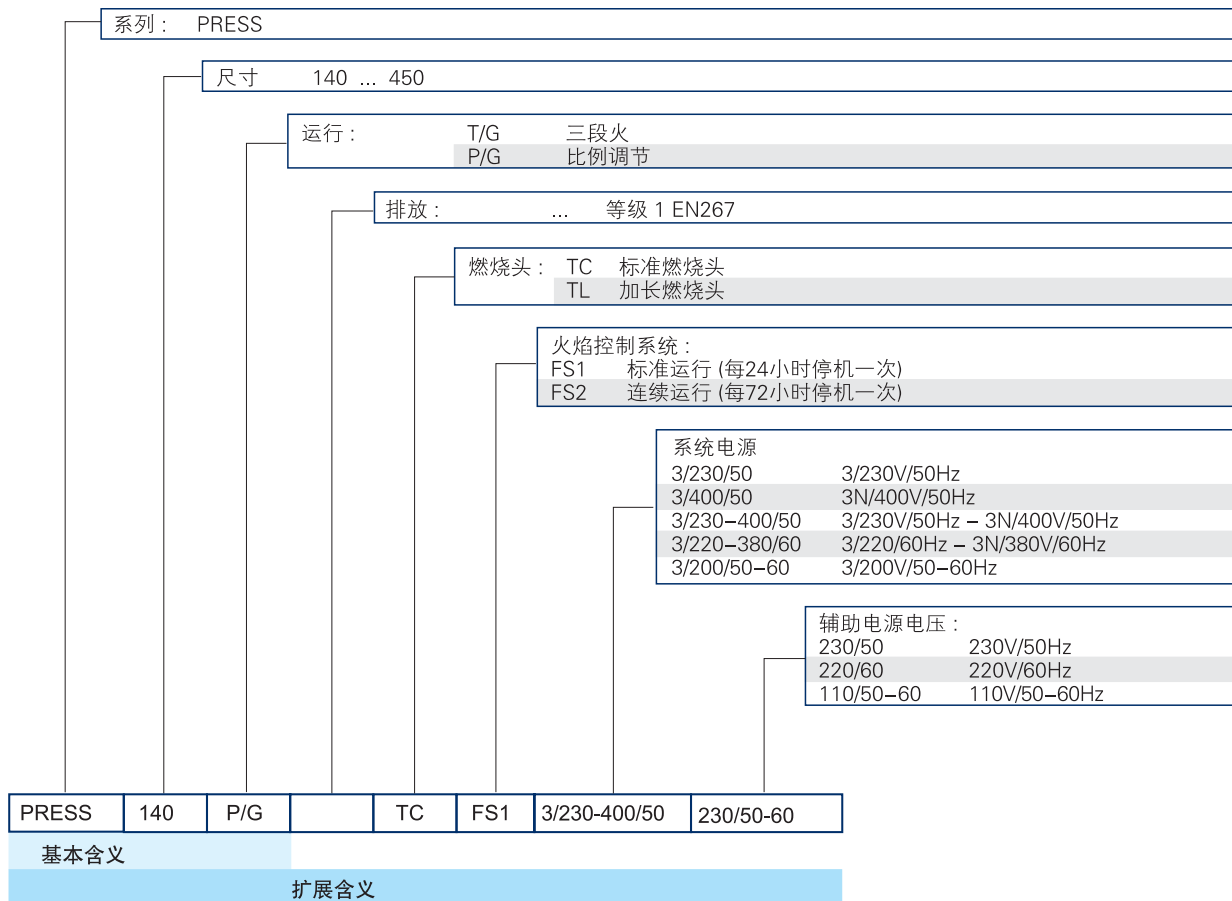 系列: PRESS
尺寸 140 ... 450
运行: T/G 三段火
P/G 比例调节
排放: ... 等级 1 EN267
燃烧头: TC 标准燃烧头
TL 加长燃烧头
火焰控制系统:
FS1 标准运行 (每24小时停机一次)
FS2 连续运行 (每72小时停机一次)
系统电源
3/230/50 3/230V/50Hz
3/400/50 3N/400V/50Hz
3/230–400/50 3/230V/50Hz – 3N/400V/50Hz
3/220–380/60 3/220/60Hz – 3N/380V/60Hz
3/200/50–60 3/200V/50–60Hz
辅助电源电压:
230/50 230V/50Hz
220/60 220V/60Hz
110/50–60 110V/50–60Hz
PRESS 140 P/G TC FS1 3/230-400/50 230/50-60
基本含义
扩展含义